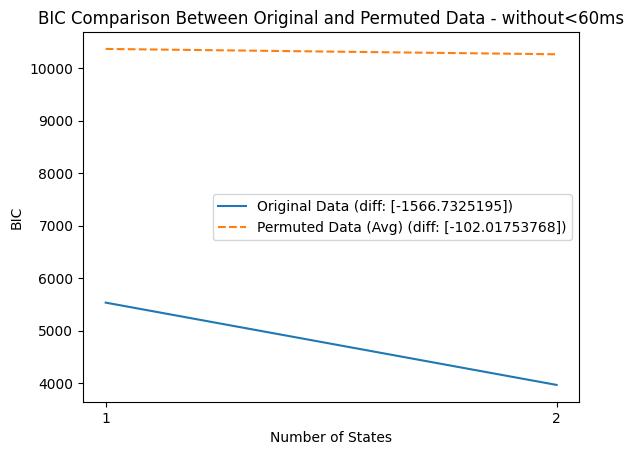 BIC Comparison Between Original and Permuted Data - without<60ms
10000
9000
8000
7000
6000
5000
4000
BIC
Original Data (diff: [-1566.7325195])
Permuted Data (Avg) (diff: [-102.01753768])
1
2
Number of States